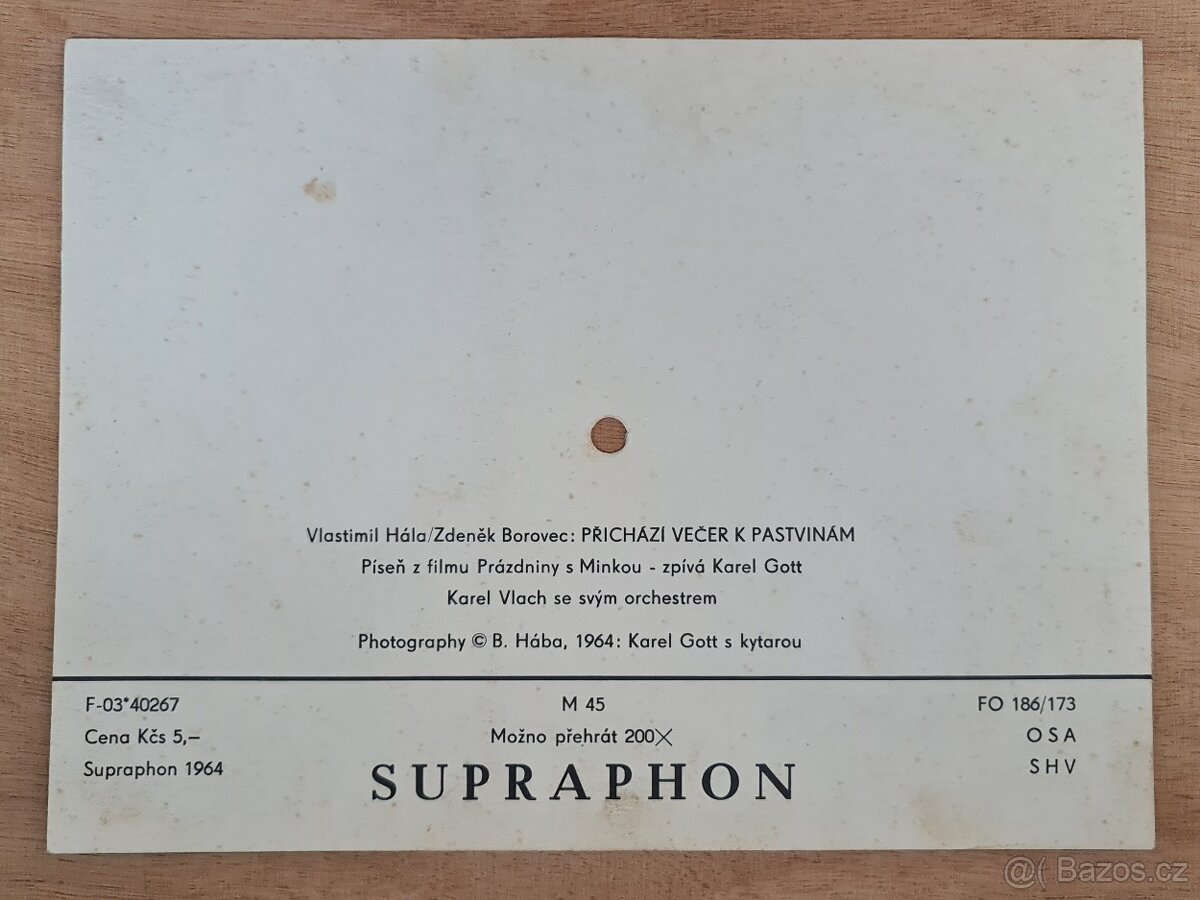 Vlastimil Hála/Zdeněk Borovec: PŘICHÁZÍ VEČER K PASTVINÁM
Píseň z filmu Prázdniny s Minkou - zpívá Karel Gott
Karel Vlach se svým orchestrem
Photography © B. Hába, 1964: Karel Gott s kytarou
F-03*40267 M 45 FO 186/173
Cena Kčs 5,– Možno přehrát 200× OSA
Supraphon 1964 SUPRAPHON SHV
@( Bazos.cz